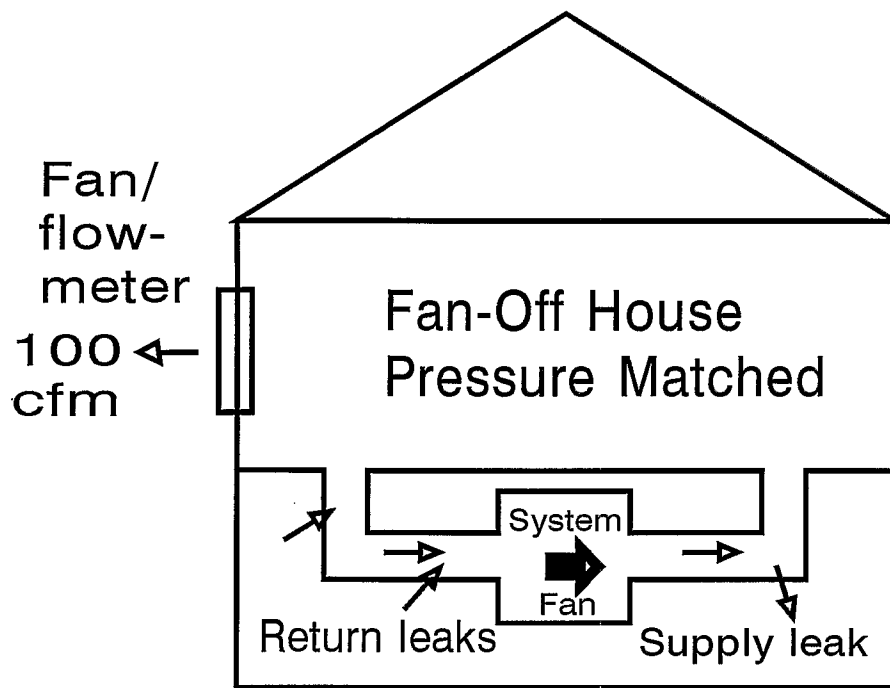 Fan/
flow-
meter
100
cfm
Fan-Off House
Pressure Matched
System
Fan
Return leaks
Supply leak